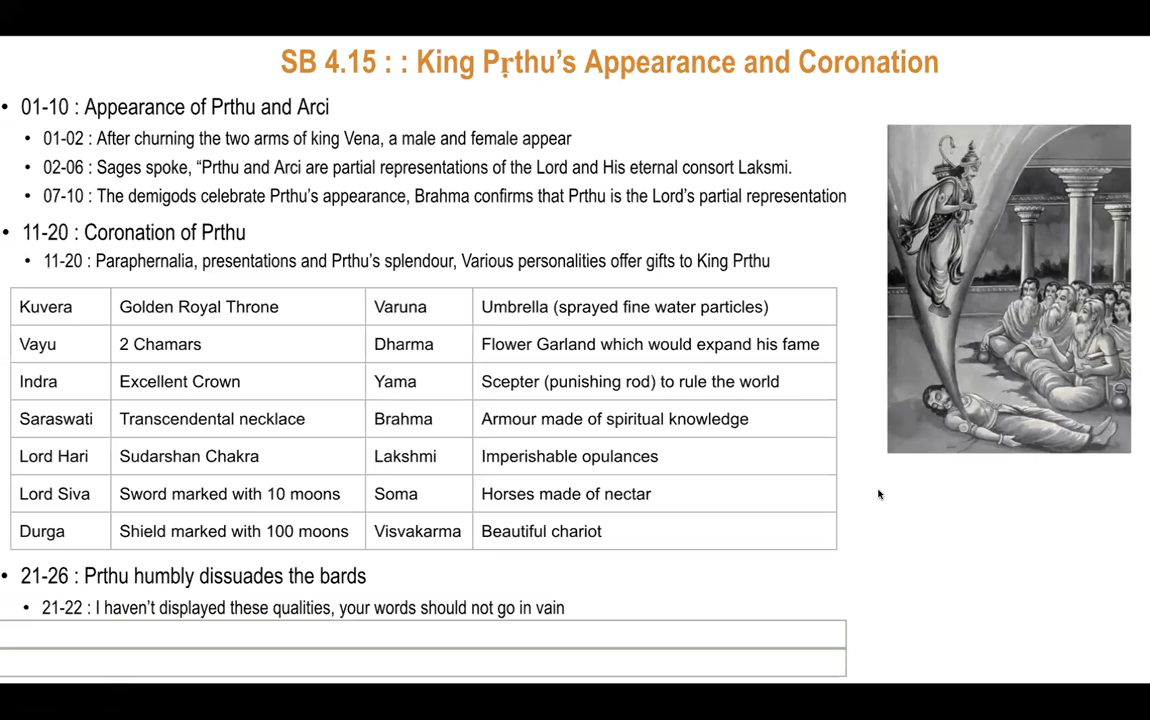 SB 4.15 : : King Pṛthu’s Appearance and Coronation
• 01-10 : Appearance of Prthu and Arci
• 01-02 : After churning the two arms of king Vena, a male and female appear
• 02-06 : Sages spoke, “Prthu and Arci are partial representations of the Lord and His eternal consort Laksmi.
• 07-10 : The demigods celebrate Prthu’s appearance, Brahma confirms that Prthu is the Lord’s partial representation
• 11-20 : Coronation of Prthu
• 11-20 : Paraphernalia, presentations and Prthu’s splendour, Various personalities offer gifts to King Prthu
Kuvera Golden Royal Throne Varuna Umbrella (sprayed fine water particles)
Vayu 2 Chamars Dharma Flower Garland which would expand his fame
Indra Excellent Crown Yama Scepter (punishing rod) to rule the world
Saraswati Transcendental necklace Brahma Armour made of spiritual knowledge
Lord Hari Sudarshan Chakra Lakshmi Imperishable opulances
Lord Siva Sword marked with 10 moons Soma Horses made of nectar
Durga Shield marked with 100 moons Visvakarma Beautiful chariot
• 21-26 : Prthu humbly dissuades the bards
• 21-22 : I haven’t displayed these qualities, your words should not go in vain